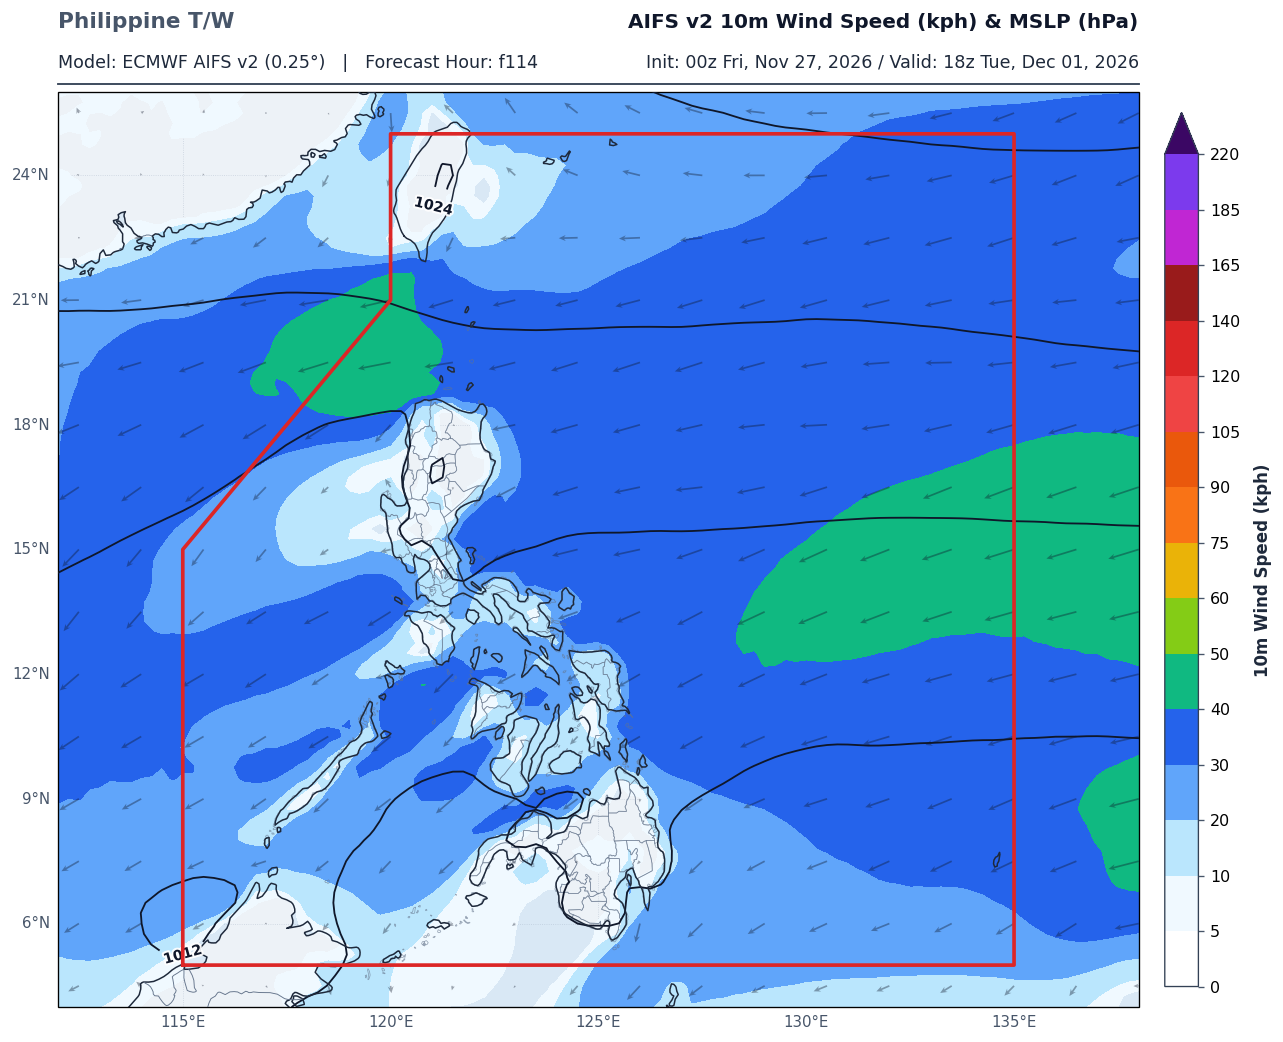 Philippine T/W
AIFS v2 10m Wind Speed (kph) & MSLP (hPa)
Model: ECMWF AIFS v2 (0.25°) | Forecast Hour: f114
Init: 00z Fri, Nov 27, 2026 / Valid: 18z Tue, Dec 01, 2026
24°N
21°N
18°N
15°N
12°N
9°N
6°N
1024
1012
115°E
120°E
125°E
130°E
135°E
220
185
165
140
120
105
90
75
60
50
40
30
20
10
5
0
10m Wind Speed (kph)